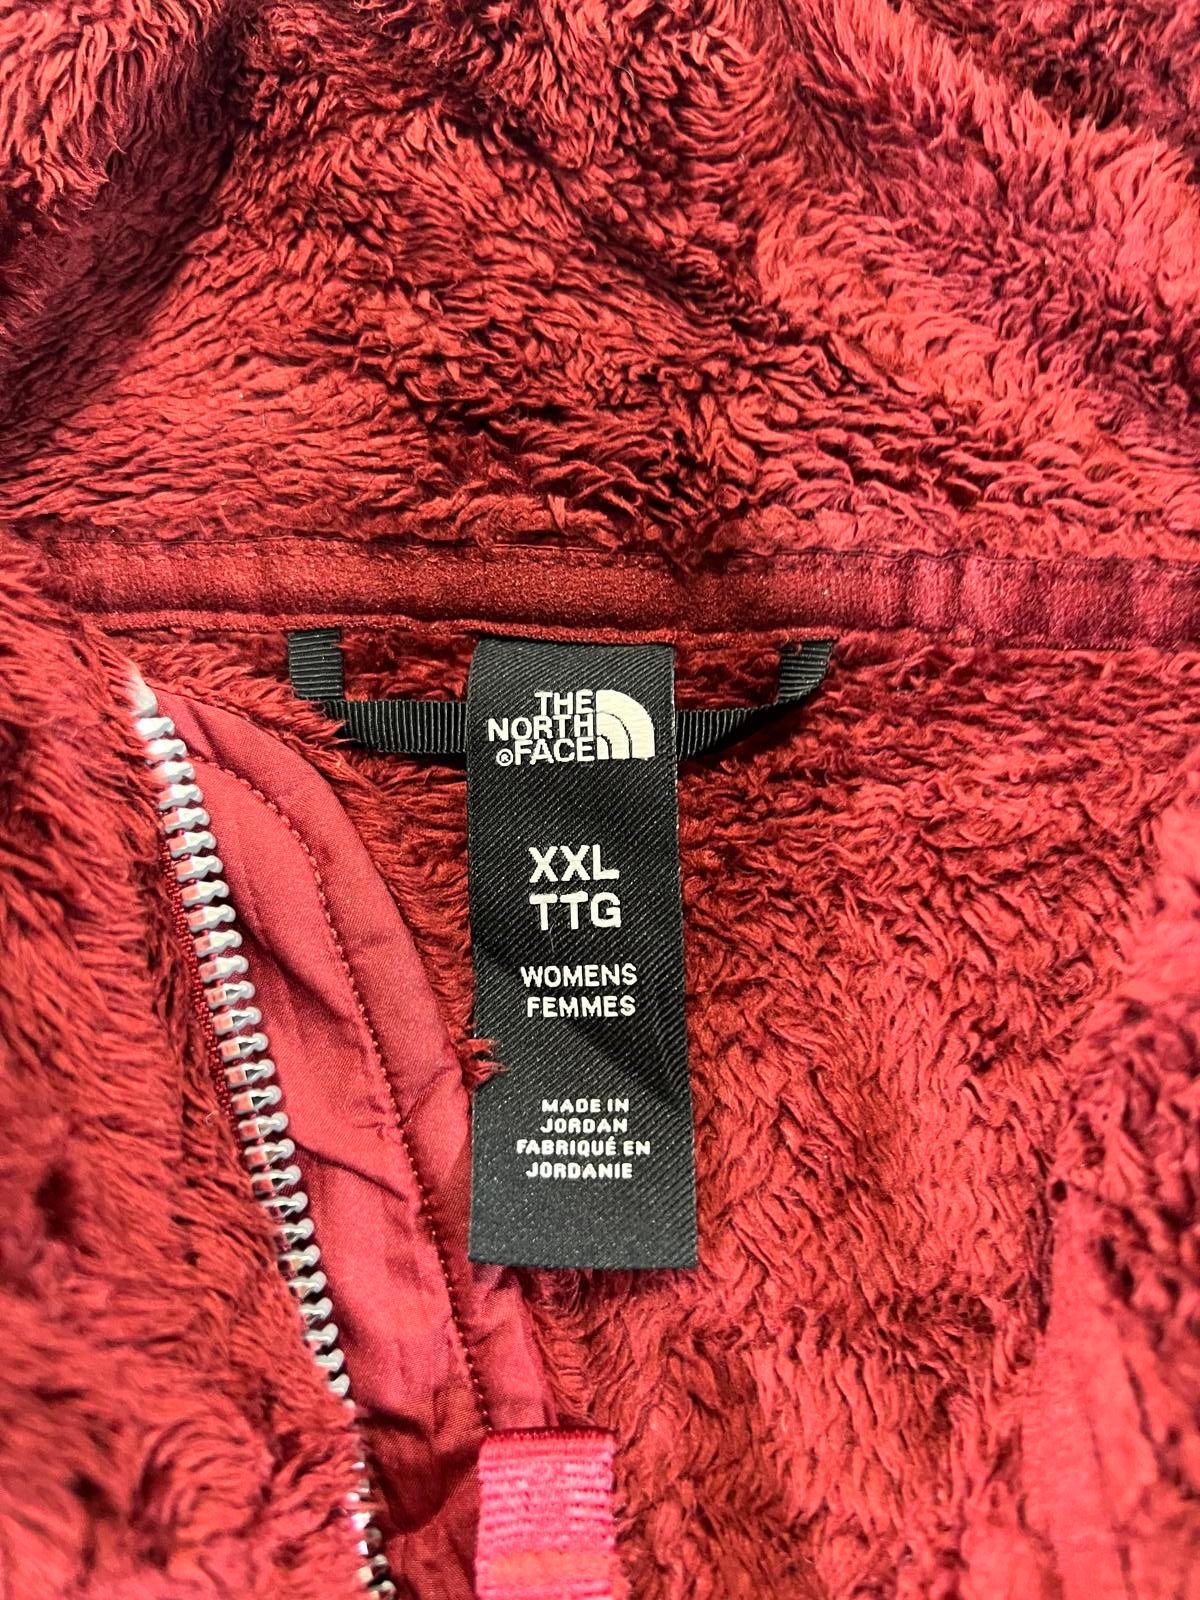 THE
NORTH
®FACE
XXL
TTG
WOMENS
FEMMES
MADE IN
JORDAN
FABRIQUÉ EN
JORDANIE